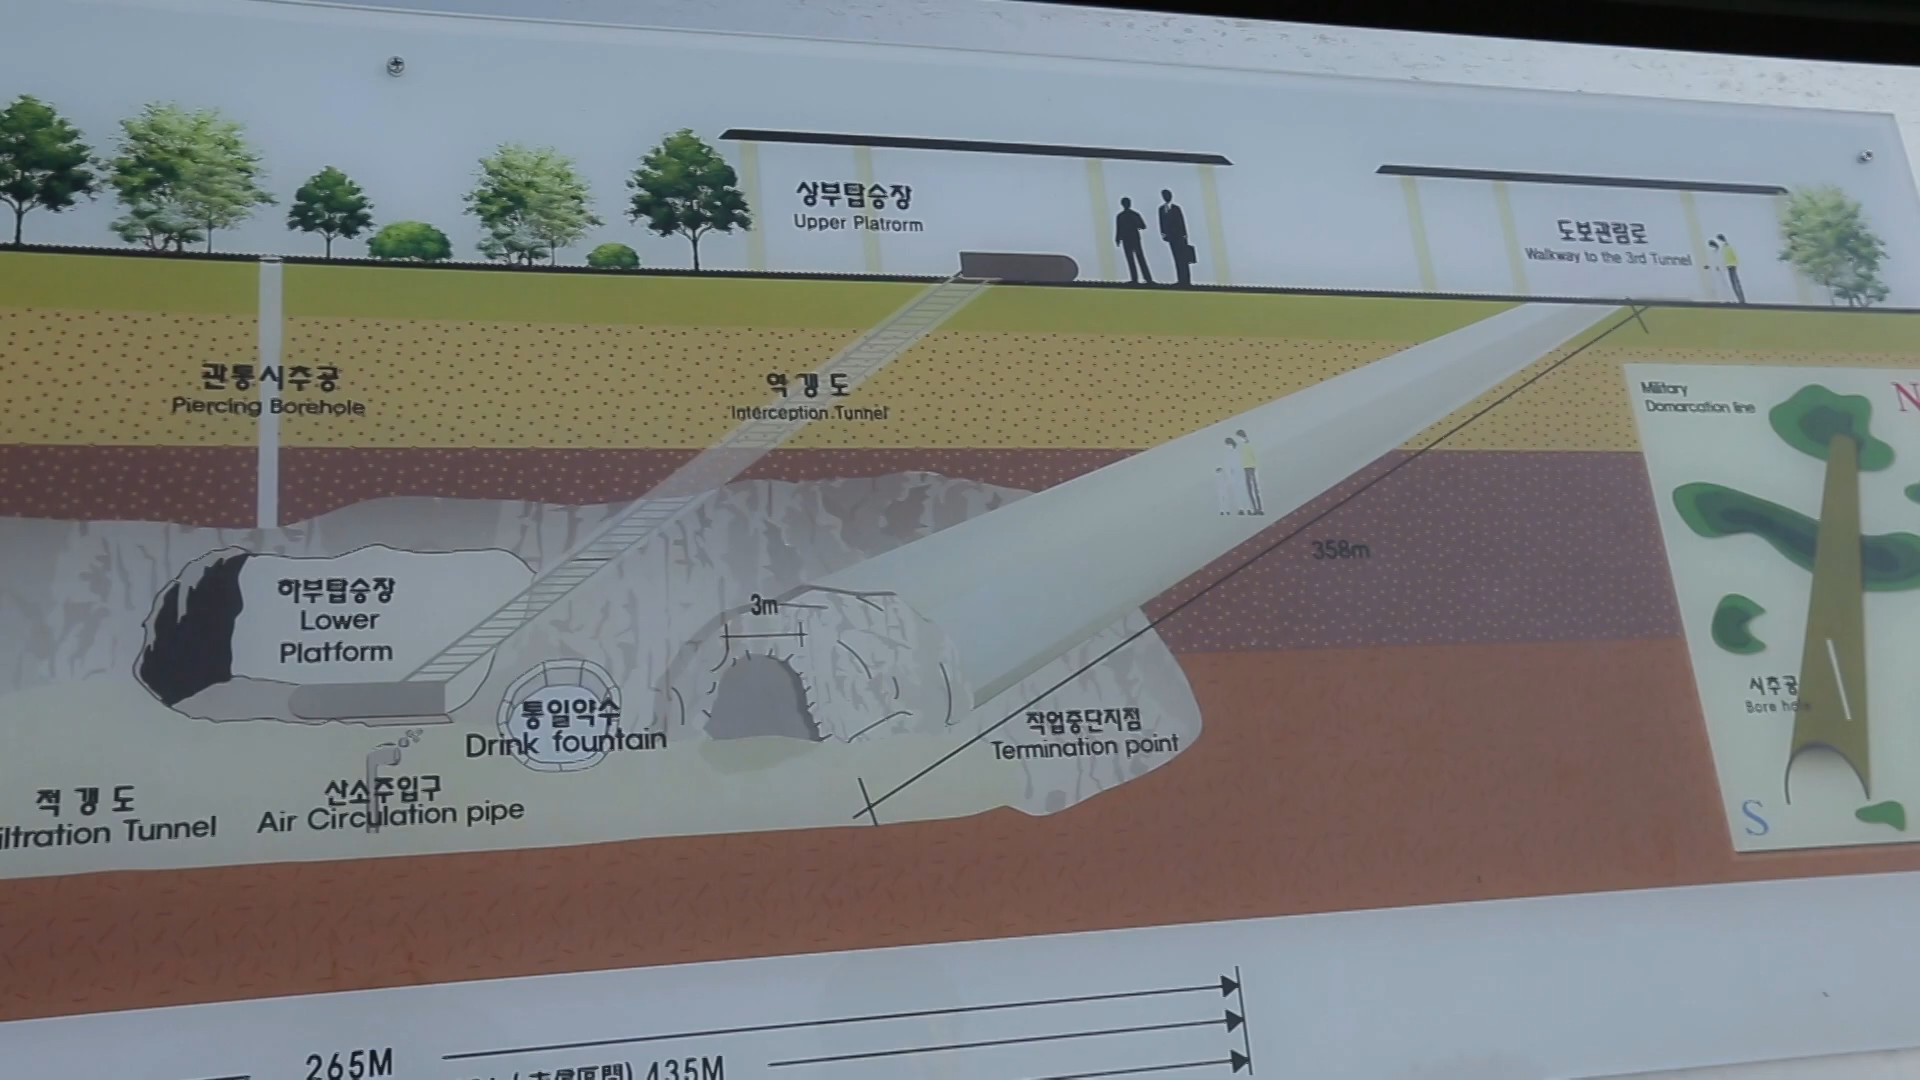 상부탑승장
Upper Platrorm
도보관람로
Walkway to the 3rd Tunnel
관통시추공
Piercing Borehole
역갱도
Interception Tunnel
Military
Domarcation line
N
358m
하부탑승장
Lower
Platform
3m
통일약수
Drink fountain
작업중단지점
Termination point
시추공
Bore hole
S
적갱도
iltration Tunnel
산소주입구
Air Circulation pipe
265M
435M